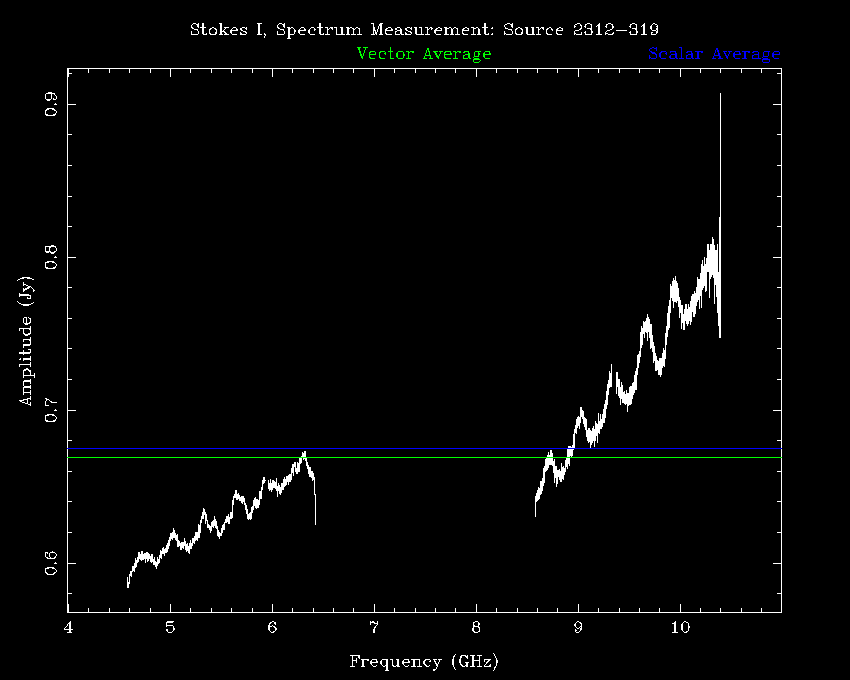 Stokes I, Spectrum Measurement: Source 2312-319
Vector Average Scalar Average
0.9
0.8
0.7
0.6
Amplitude (Jy)
4 5 6 7 8 9 10
Frequency (GHz)